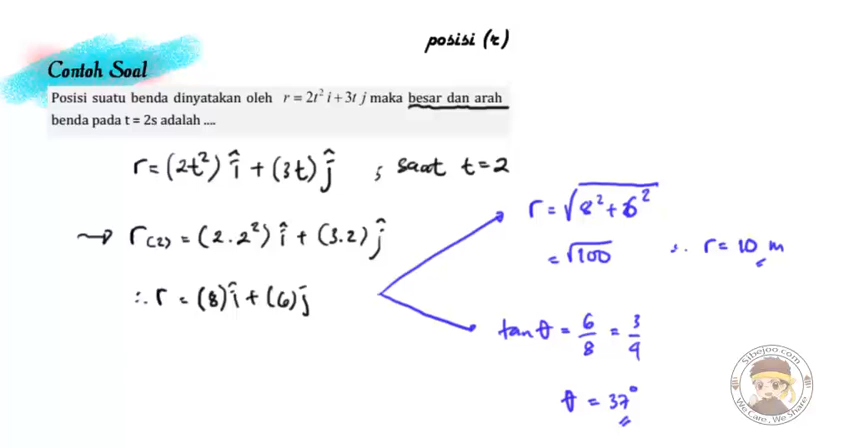 posisi (r)
Contoh Soal
Posisi suatu benda dinyatakan oleh r = 2t² i + 3t j maka besar dan arah
benda pada t = 2s adalah ....
r = (2t²) î + (3t) ĵ ; saat t = 2
→ r(2) = (2.2²) î + (3.2) ĵ
∴ r = (8) î + (6) ĵ
r = √8² + 6²
= √100 ∴ r = 10 m
tan θ = 6/8 = 3/4
θ = 37°
Sibejoo.com
We Care, We Share